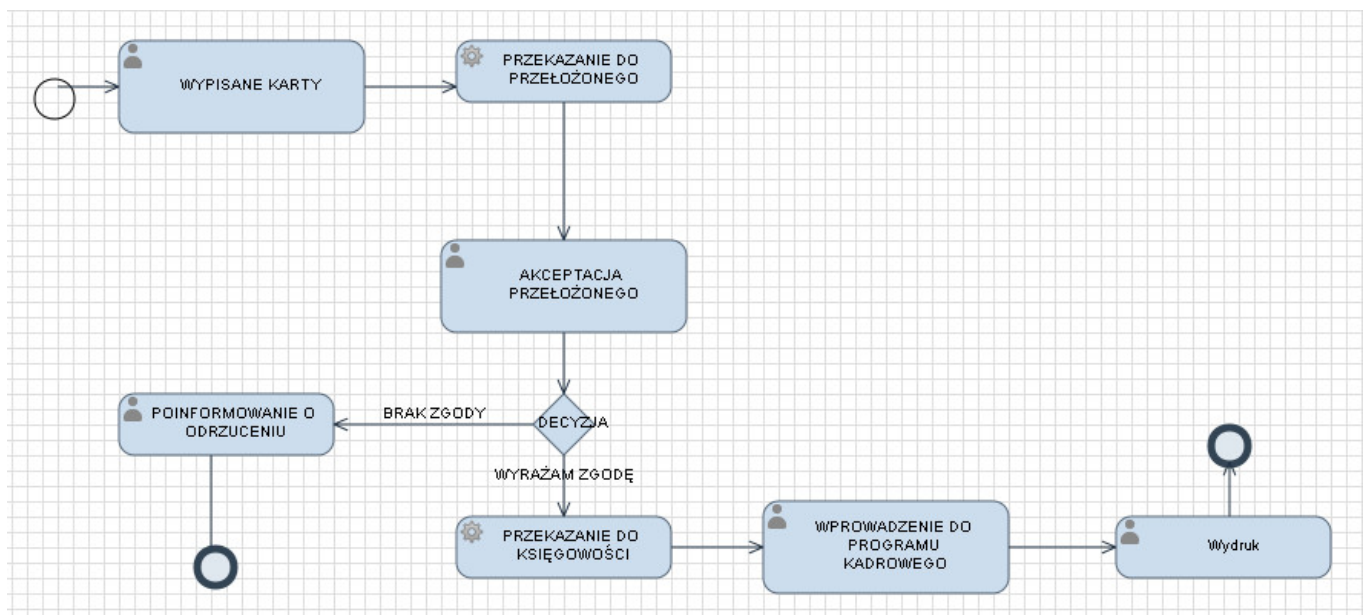 WYPISANE KARTY
PRZEKAZANIE DO
PRZEŁOŻONEGO
AKCEPTACJA
PRZEŁOŻONEGO
POINFORMOWANIE O
ODRZUCENIU
BRAK ZGODY
DECYZJA
WYRAŻAM ZGODĘ
PRZEKAZANIE DO
KSIĘGOWOŚCI
WPROWADZENIE DO
PROGRAMU
KADROWEGO
Wydruk